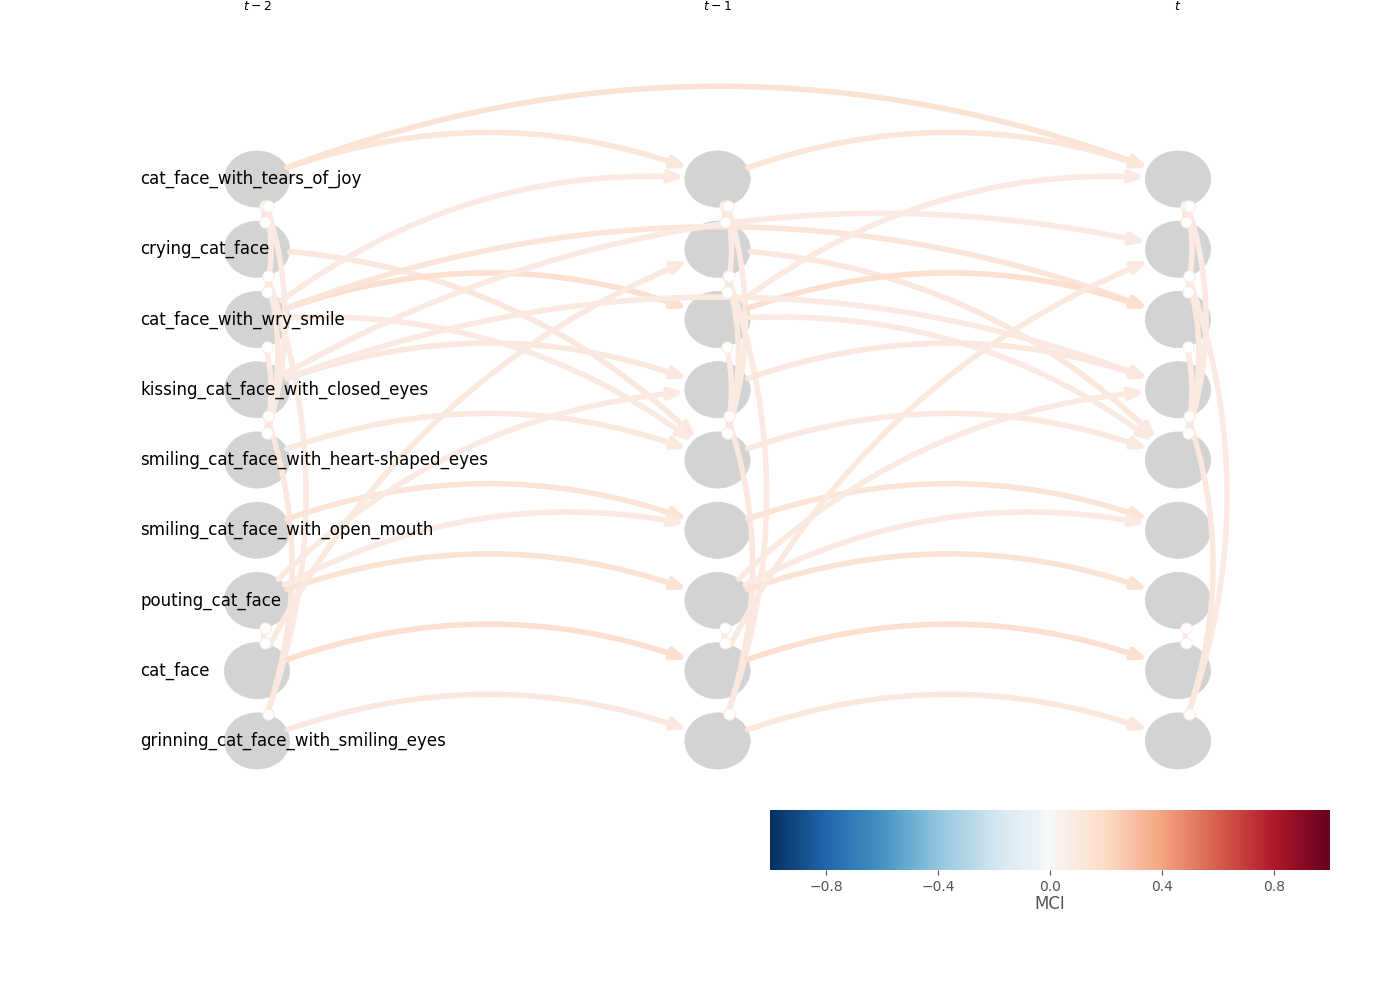 t − 2 t − 1 t
cat_face_with_tears_of_joy
crying_cat_face
cat_face_with_wry_smile
kissing_cat_face_with_closed_eyes
smiling_cat_face_with_heart-shaped_eyes
smiling_cat_face_with_open_mouth
pouting_cat_face
cat_face
grinning_cat_face_with_smiling_eyes
−0.8 −0.4 0.0 0.4 0.8
MCI